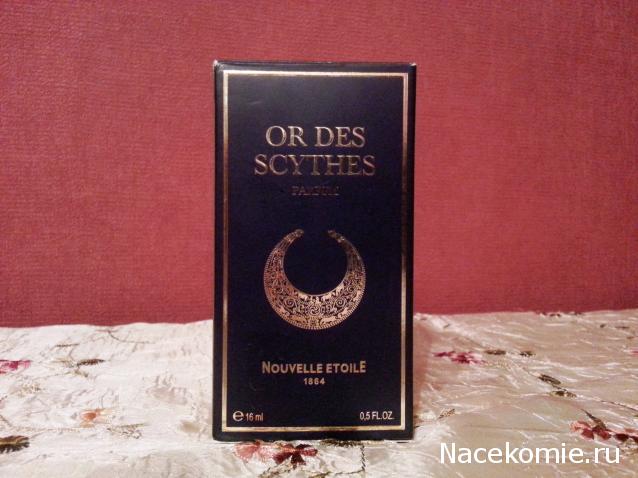 OR DES
SCYTHES
PARFUM
NOUVELLE ETOILE
1864
℮ 16 ml 0,5 FL.OZ.
Nacekomie.ru